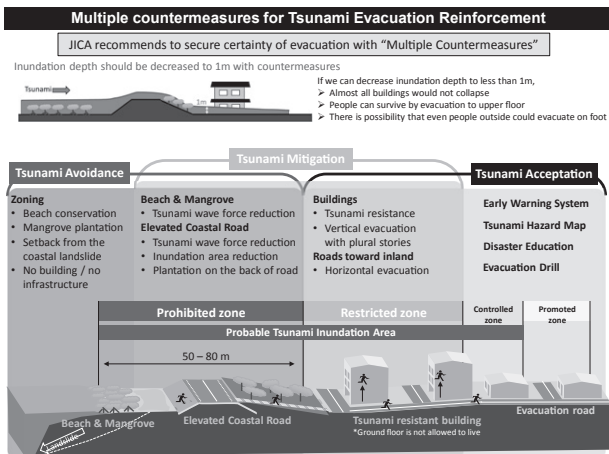 Multiple countermeasures for Tsunami Evacuation Reinforcement
JICA recommends to secure certainty of evacuation with “Multiple Countermeasures”
Inundation depth should be decreased to 1m with countermeasures
Tsunami
1m
If we can decrease inundation depth to less than 1m,
➢ Almost all buildings would not collapse
➢ People can survive by evacuation to upper floor
➢ There is possibility that even people outside could evacuate on foot
Tsunami Mitigation
Tsunami Avoidance
Tsunami Acceptation
Zoning
• Beach conservation
• Mangrove plantation
• Setback from the
coastal landslide
• No building / no
infrastructure
Beach & Mangrove
• Tsunami wave force reduction
Elevated Coastal Road
• Tsunami wave force reduction
• Inundation area reduction
• Plantation on the back of road
Buildings
• Tsunami resistance
• Vertical evacuation
with plural stories
Roads toward inland
• Horizontal evacuation
Early Warning System
Tsunami Hazard Map
Disaster Education
Evacuation Drill
Prohibited zone
Restricted zone
Controlled
zone
Promoted
zone
Probable Tsunami Inundation Area
50 – 80 m
Beach & Mangrove
Elevated Coastal Road
Tsunami resistant building
*Ground floor is not allowed to live
Evacuation road
Landslide